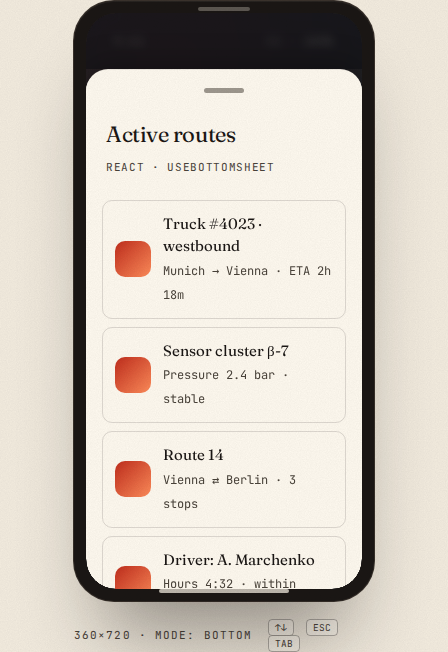 Active routes
REACT · USEBOTTOMSHEET
Truck #4023 ·
westbound
Munich → Vienna · ETA 2h
18m
Sensor cluster β-7
Pressure 2.4 bar ·
stable
Route 14
Vienna ⇄ Berlin · 3
stops
Driver: A. Marchenko
Hours 4:32 · within
360×720 · MODE: BOTTOM
↑↓ ESC
TAB